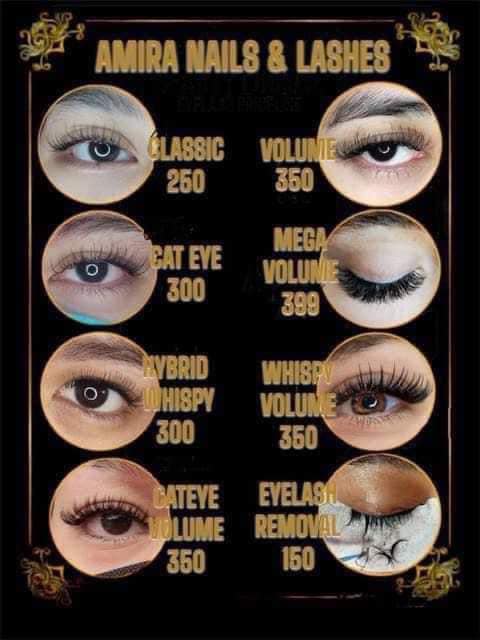 AMIRA NAILS & LASHES
CLASSIC
250
VOLUME
350
CAT EYE
300
MEGA
VOLUME
399
HYBRID
WHISPY
300
WHISPY
VOLUME
350
CATEYE
VOLUME
350
EYELASH
REMOVAL
150